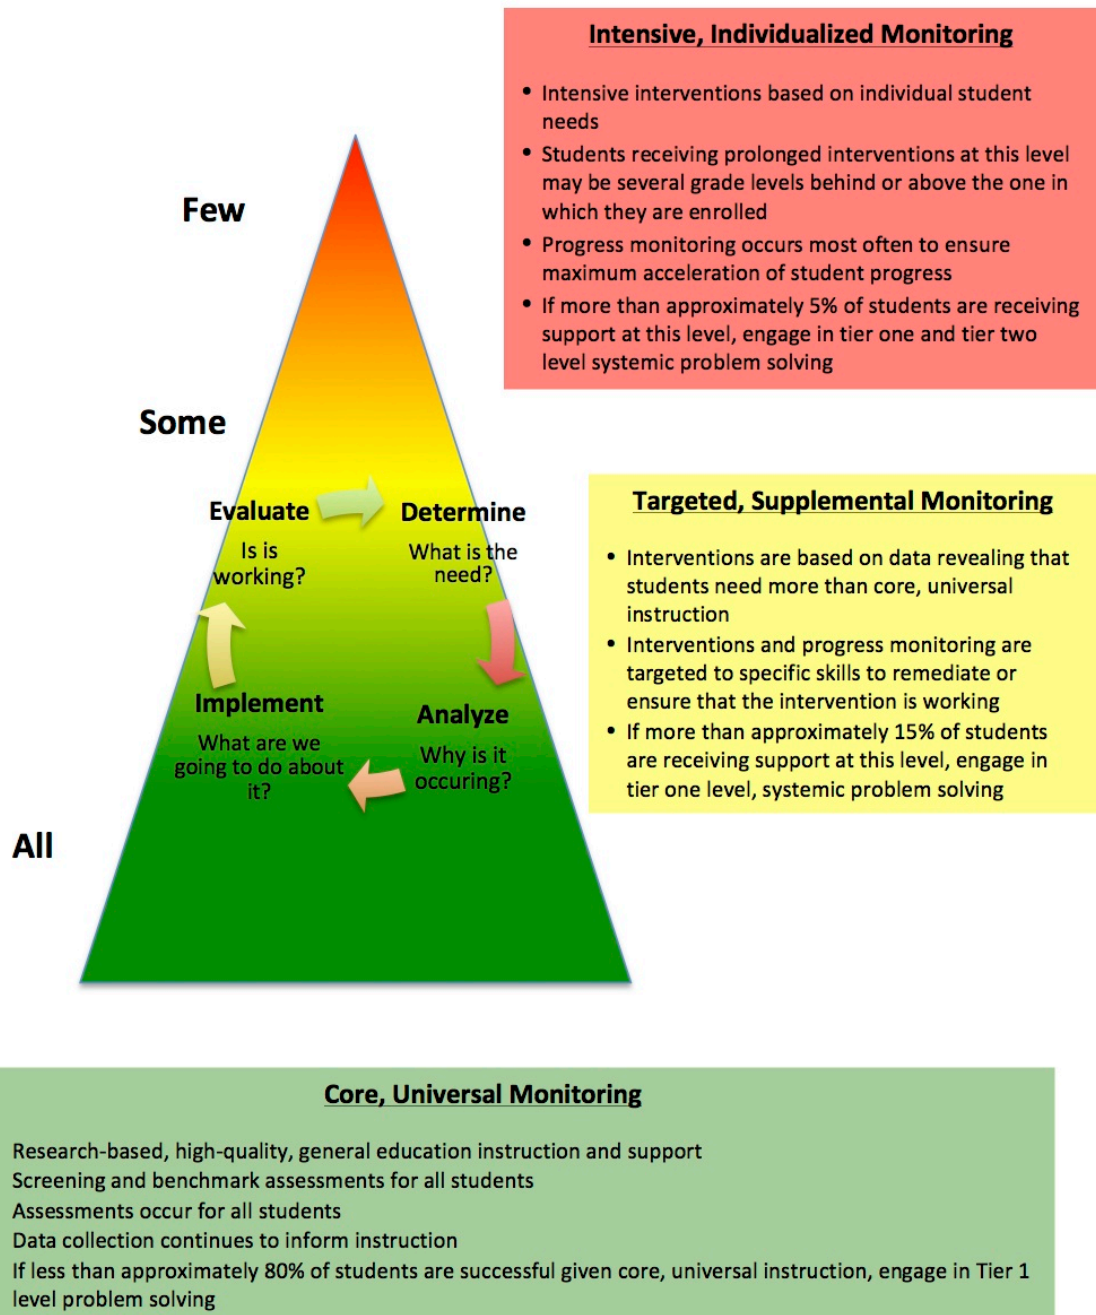 Intensive, Individualized Monitoring
• Intensive interventions based on individual student
needs
• Students receiving prolonged interventions at this level
may be several grade levels behind or above the one in
which they are enrolled
• Progress monitoring occurs most often to ensure
maximum acceleration of student progress
• If more than approximately 5% of students are receiving
support at this level, engage in tier one and tier two
level systemic problem solving
Few
Some
Evaluate
Is is
working?
Determine
What is the
need?
Implement
What are we
going to do about
it?
Analyze
Why is it
occuring?
Targeted, Supplemental Monitoring
• Interventions are based on data revealing that
students need more than core, universal
instruction
• Interventions and progress monitoring are
targeted to specific skills to remediate or
ensure that the intervention is working
• If more than approximately 15% of students
are receiving support at this level, engage in
tier one level, systemic problem solving
All
Core, Universal Monitoring
Research-based, high-quality, general education instruction and support
Screening and benchmark assessments for all students
Assessments occur for all students
Data collection continues to inform instruction
If less than approximately 80% of students are successful given core, universal instruction, engage in Tier 1
level problem solving